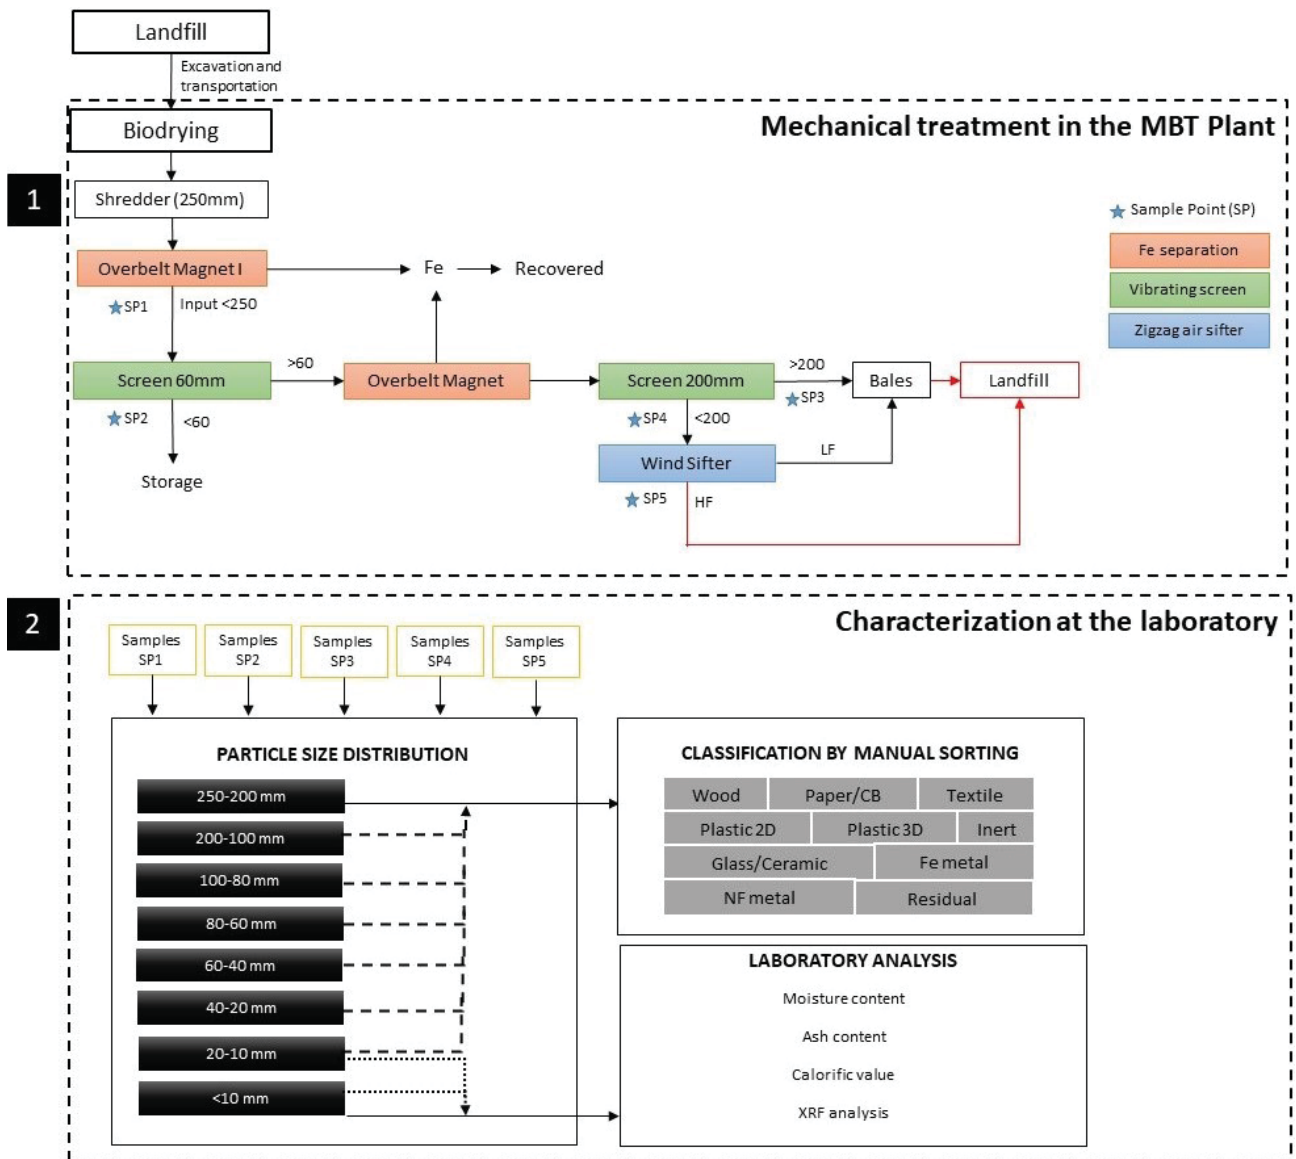 Landfill
Excavation and
transportation
Mechanical treatment in the MBT Plant
Biodrying
1
Shredder (250mm)
Sample Point (SP)
Fe separation
Vibrating screen
Zigzag air sifter
Overbelt Magnet I
Fe
Recovered
SP1
Input <250
Screen 60mm
>60
Overbelt Magnet
Screen 200mm
>200
Bales
Landfill
SP2
<60
SP3
SP4
<200
Storage
Wind Sifter
LF
SP5
HF
2
Characterization at the laboratory
Samples
SP1
Samples
SP2
Samples
SP3
Samples
SP4
Samples
SP5
PARTICLE SIZE DISTRIBUTION
250-200 mm
200-100 mm
100-80 mm
80-60 mm
60-40 mm
40-20 mm
20-10 mm
<10 mm
CLASSIFICATION BY MANUAL SORTING
Wood Paper/CB Textile
Plastic 2D Plastic 3D Inert
Glass/Ceramic Fe metal
NF metal Residual
LABORATORY ANALYSIS
Moisture content
Ash content
Calorific value
XRF analysis